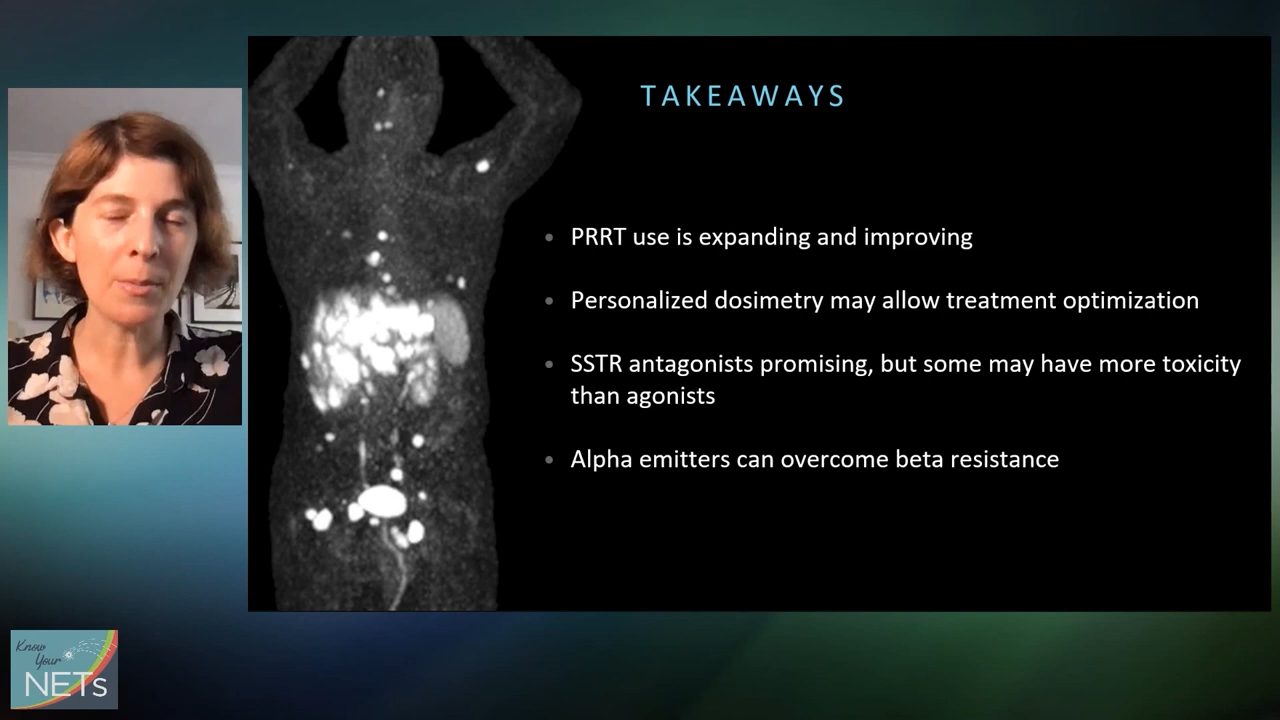 TAKEAWAYS
• PRRT use is expanding and improving
• Personalized dosimetry may allow treatment optimization
• SSTR antagonists promising, but some may have more toxicity
than agonists
• Alpha emitters can overcome beta resistance
Know
Your
NETs